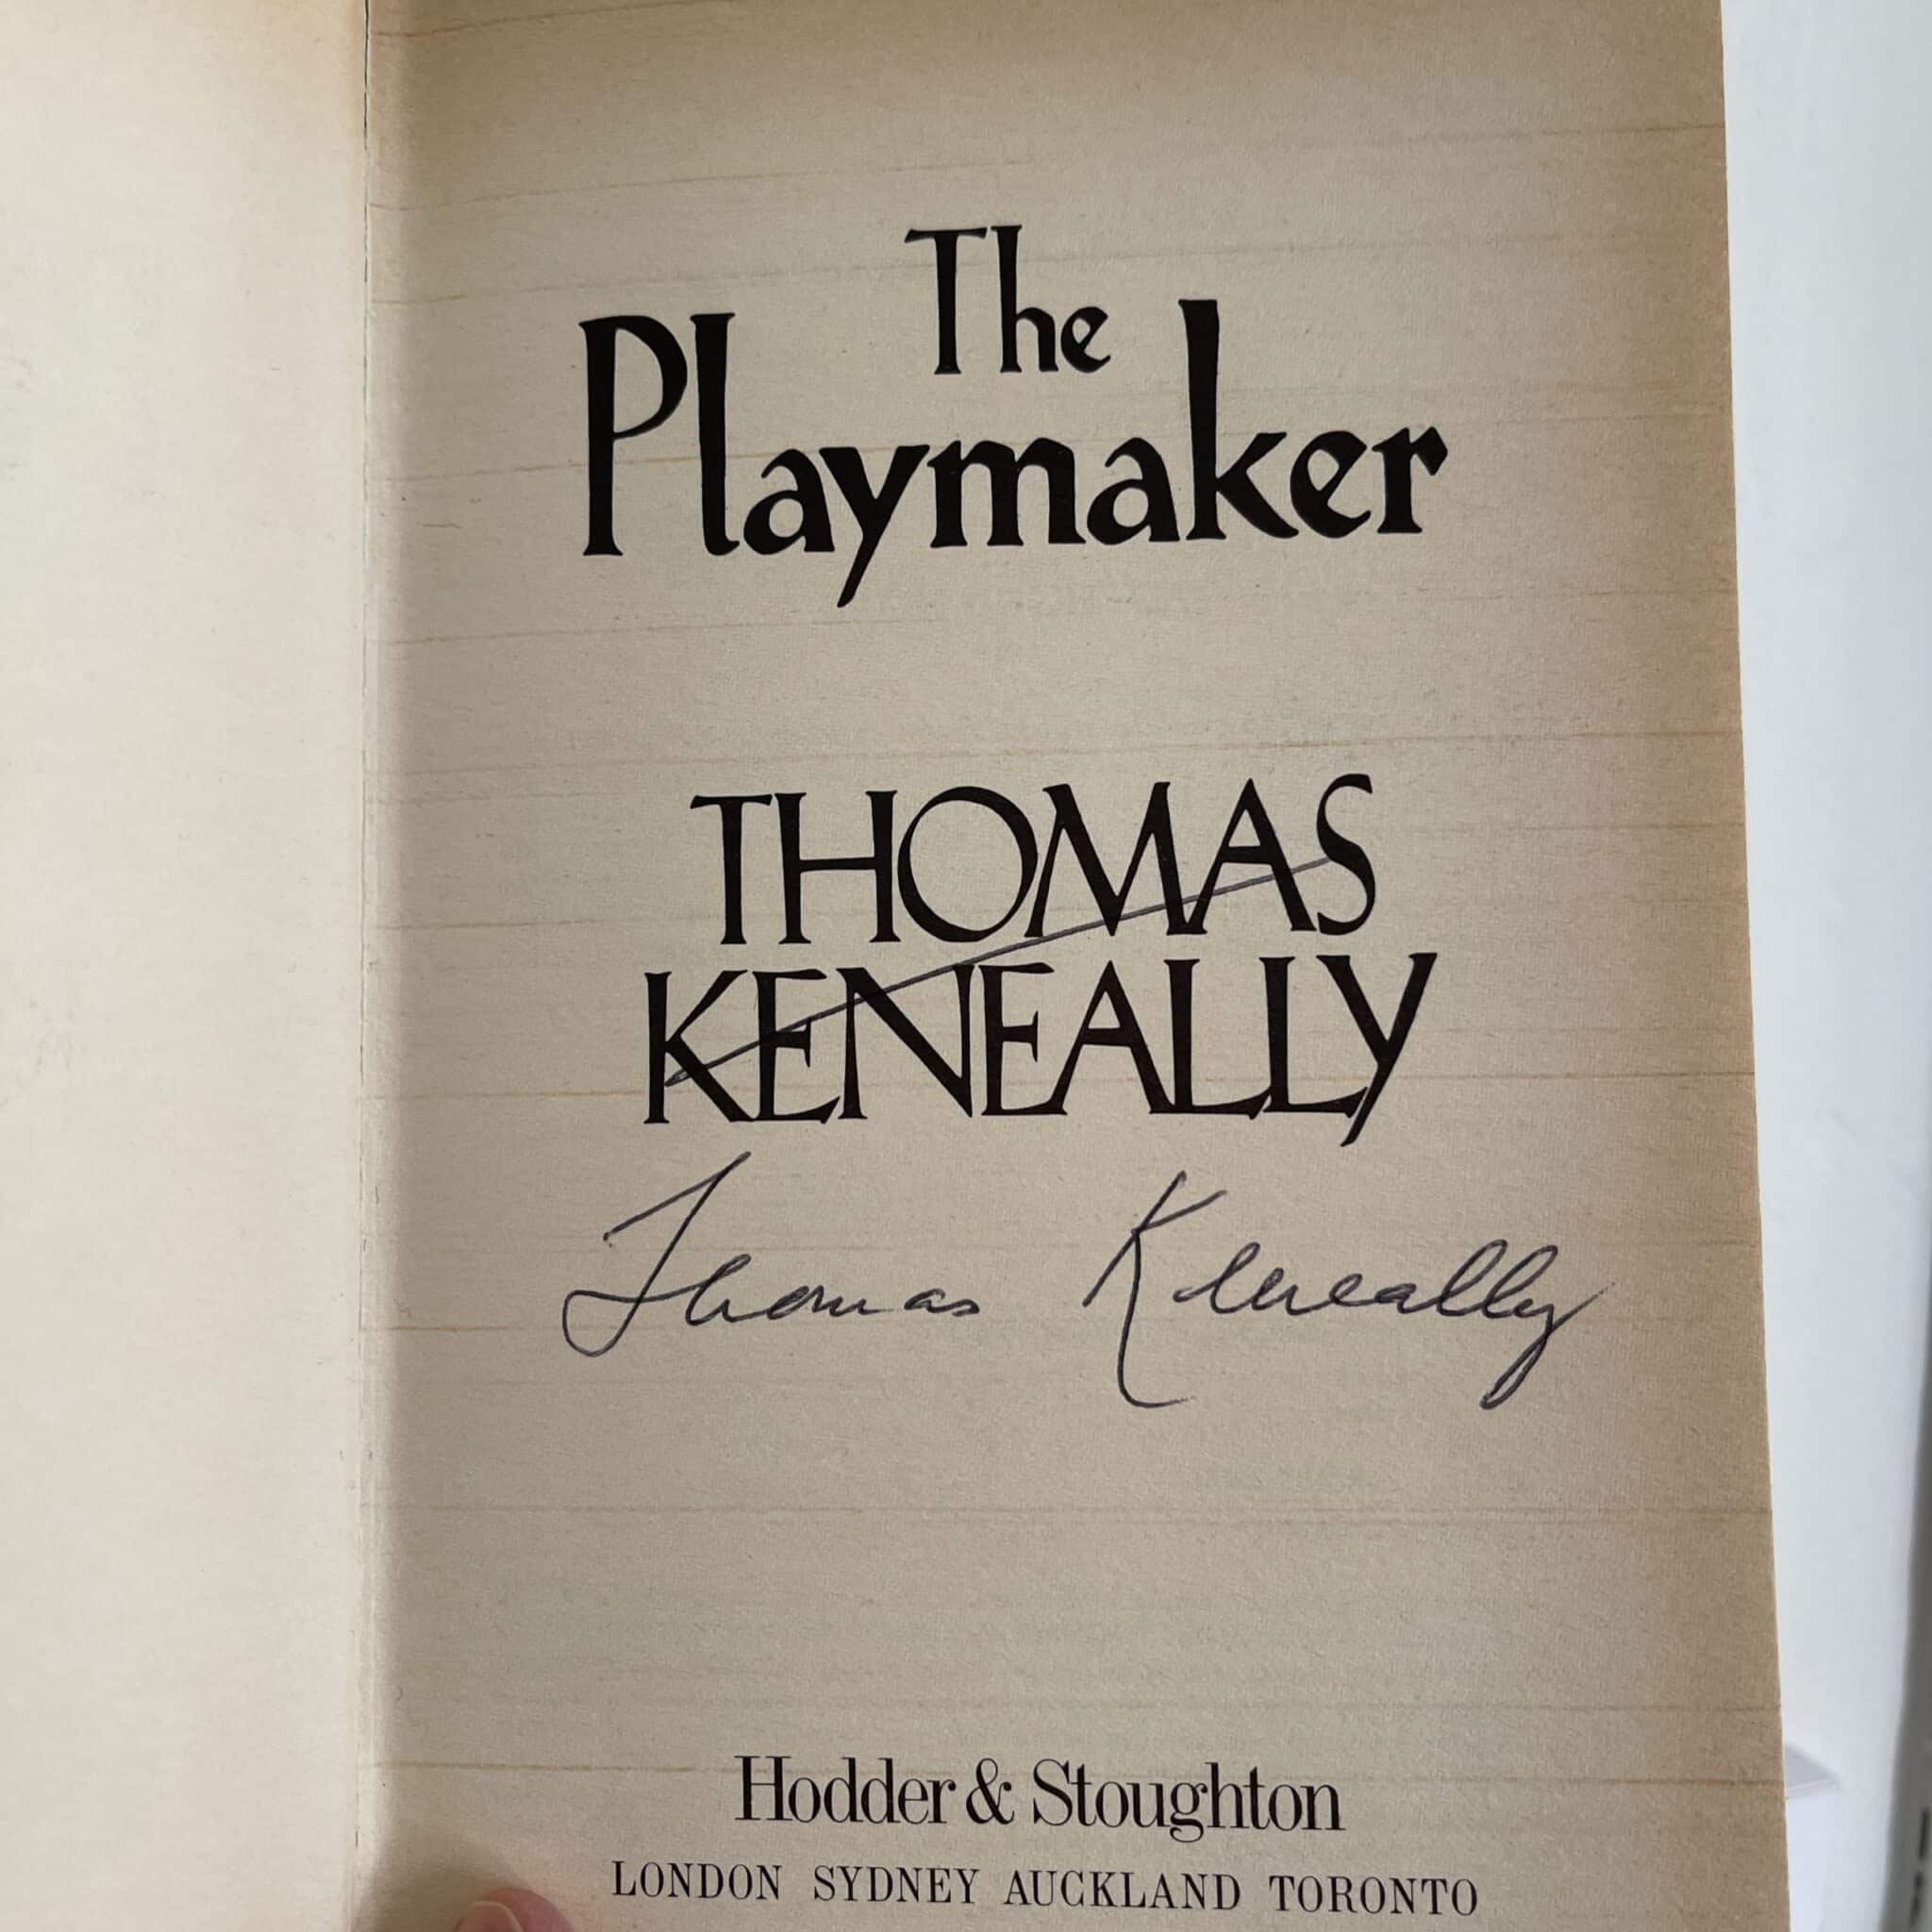 The
Playmaker
THOMAS
KENEALLY
Thomas Keneally
Hodder & Stoughton
LONDON SYDNEY AUCKLAND TORONTO